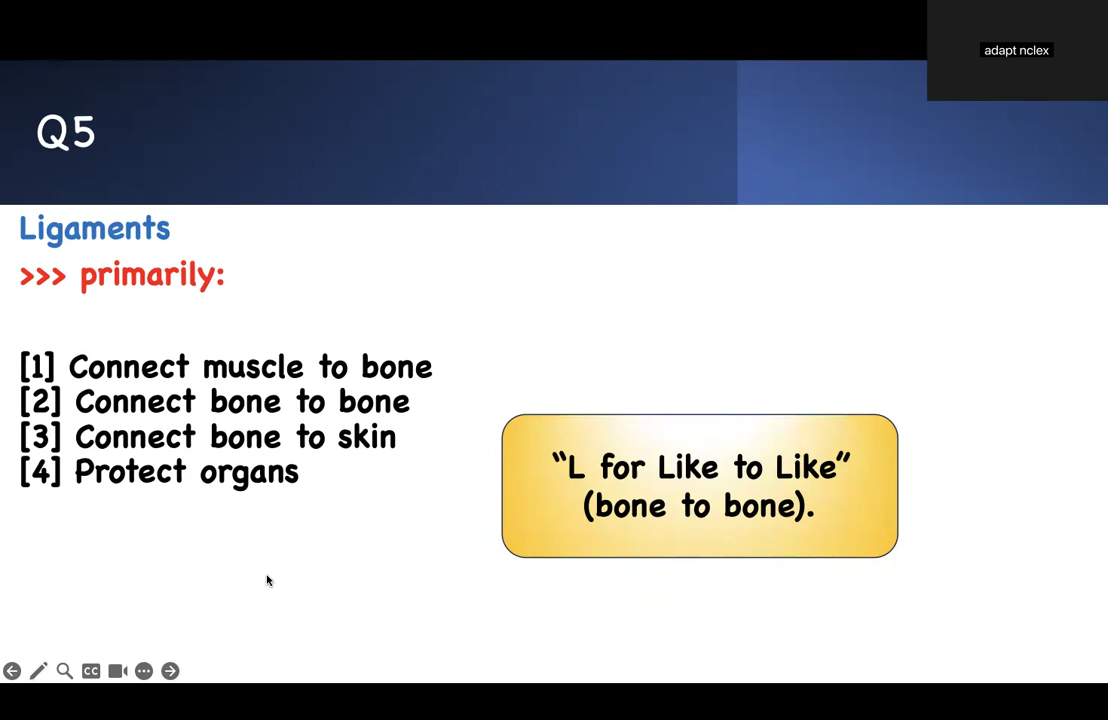 adapt nclex
Q5
Ligaments
>>> primarily:
[1] Connect muscle to bone
[2] Connect bone to bone
[3] Connect bone to skin
[4] Protect organs
“L for Like to Like”
(bone to bone).
CC